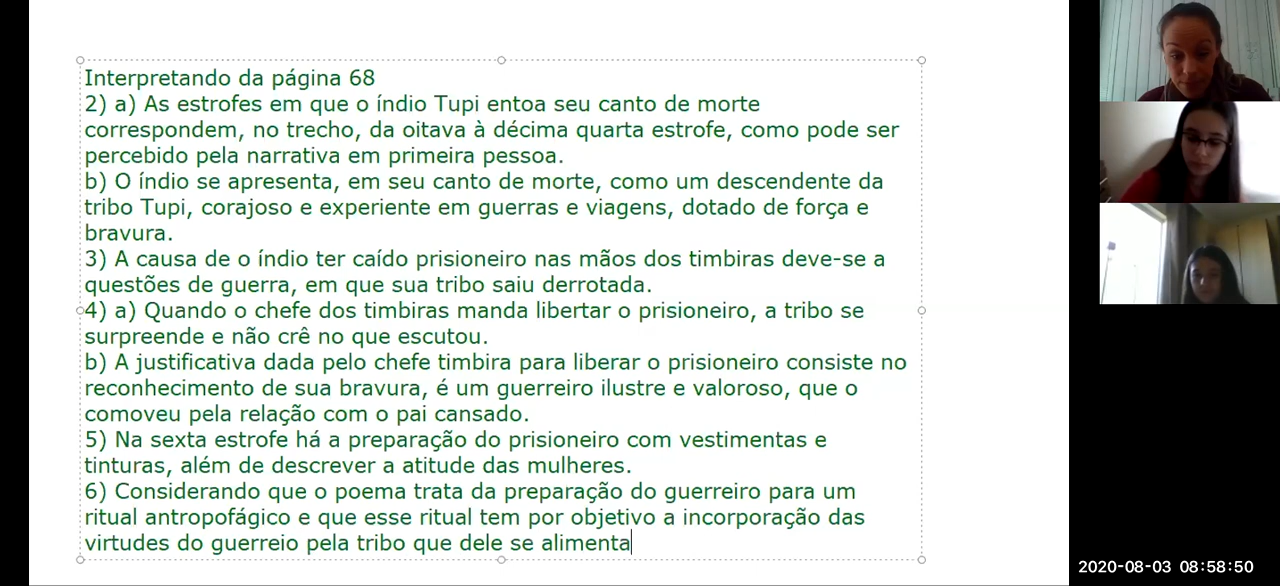 Interpretando da página 68
2) a) As estrofes em que o índio Tupi entoa seu canto de morte
correspondem, no trecho, da oitava à décima quarta estrofe, como pode ser
percebido pela narrativa em primeira pessoa.
b) O índio se apresenta, em seu canto de morte, como um descendente da
tribo Tupi, corajoso e experiente em guerras e viagens, dotado de força e
bravura.
3) A causa de o índio ter caído prisioneiro nas mãos dos timbiras deve-se a
questões de guerra, em que sua tribo saiu derrotada.
4) a) Quando o chefe dos timbiras manda libertar o prisioneiro, a tribo se
surpreende e não crê no que escutou.
b) A justificativa dada pelo chefe timbira para liberar o prisioneiro consiste no
reconhecimento de sua bravura, é um guerreiro ilustre e valoroso, que o
comoveu pela relação com o pai cansado.
5) Na sexta estrofe há a preparação do prisioneiro com vestimentas e
tinturas, além de descrever a atitude das mulheres.
6) Considerando que o poema trata da preparação do guerreiro para um
ritual antropofágico e que esse ritual tem por objetivo a incorporação das
virtudes do guerreio pela tribo que dele se alimenta
2020-08-03 08:58:50